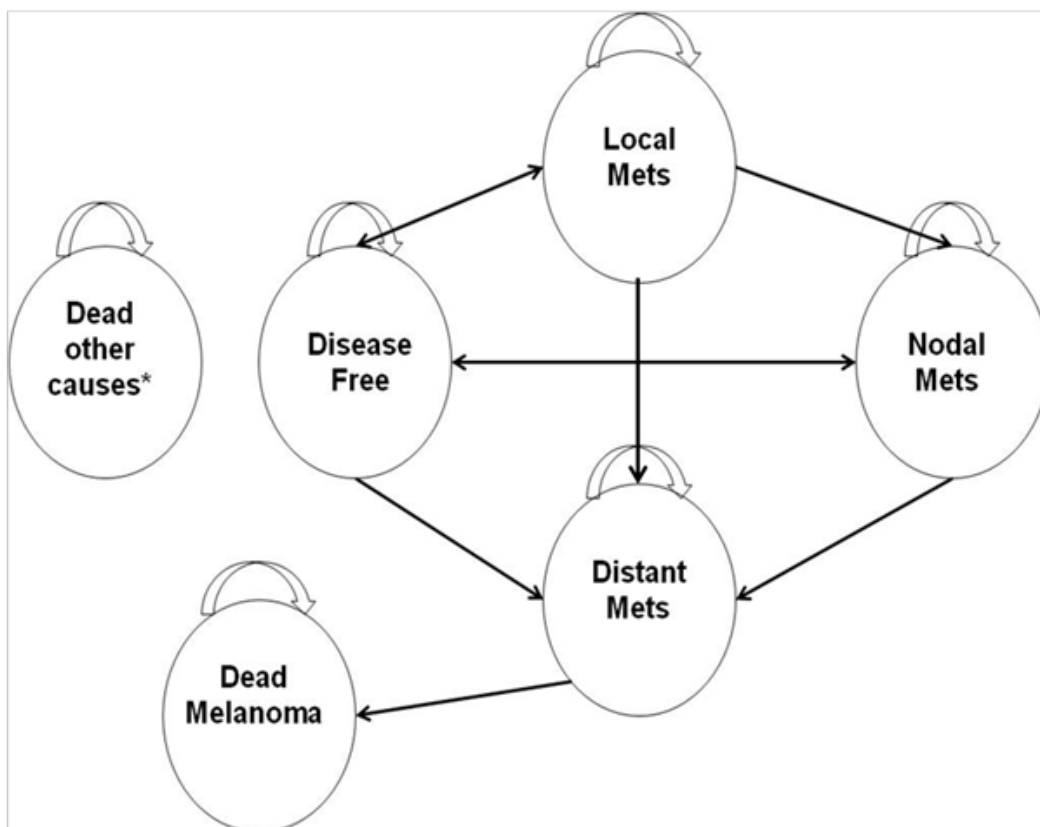 Local
Mets
Dead
other
causes*
Disease
Free
Nodal
Mets
Distant
Mets
Dead
Melanoma